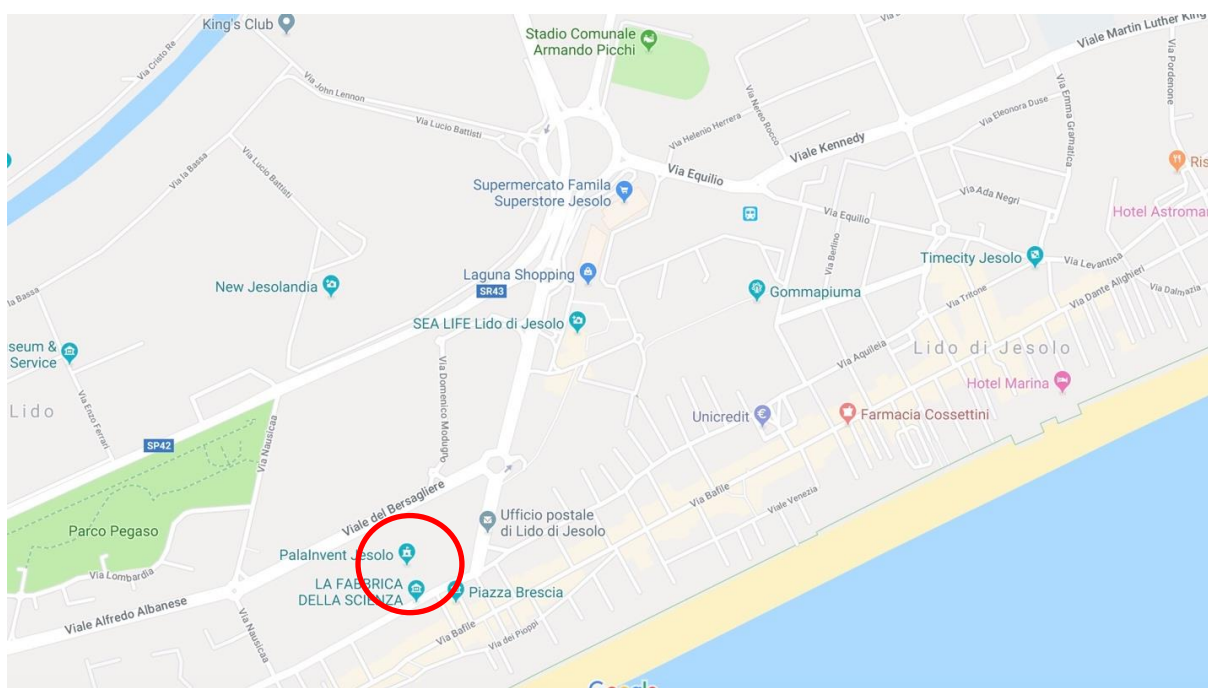 King's Club
Stadio Comunale
Armando Picchi
Viale Martin Luther King
Via Cristo Re
Via John Lennon
Via Pordenone
Via Lucio Battisti
Via Nereo Rocco
Via Helenio Herrera
Via Eleonora Duse
Via Emma Gramatica
Viale Kennedy
Via la Bassa
Via Lucio Battisti
Via Equilio
Ris
Supermercato Famila
Superstore Jesolo
Via Ada Negri
Via Equilio
Hotel Astromar
Via Berlino
Timecity Jesolo
Via Levantina
Laguna Shopping
New Jesolandia
SR43
Gommapiuma
la Bassa
Via Tritone
Via Dante Alighieri
Via Dalmazia
SEA LIFE Lido di Jesolo
seum &
Service
Via Aquileia
Lido di Jesolo
Via Domenico Modugno
Hotel Marina
Lido
Via Enzo Ferrari
Via Nausicaa
Unicredit
Farmacia Cossettini
SP42
Via Bafile
Viale Venezia
Viale del Bersagliere
Ufficio postale
di Lido di Jesolo
Parco Pegaso
PalaInvent Jesolo
Via Lombardia
LA FABBRICA
DELLA SCIENZA
Piazza Brescia
Viale Alfredo Albanese
Via Nausicaa
Via Bafile
Via dei Pioppi